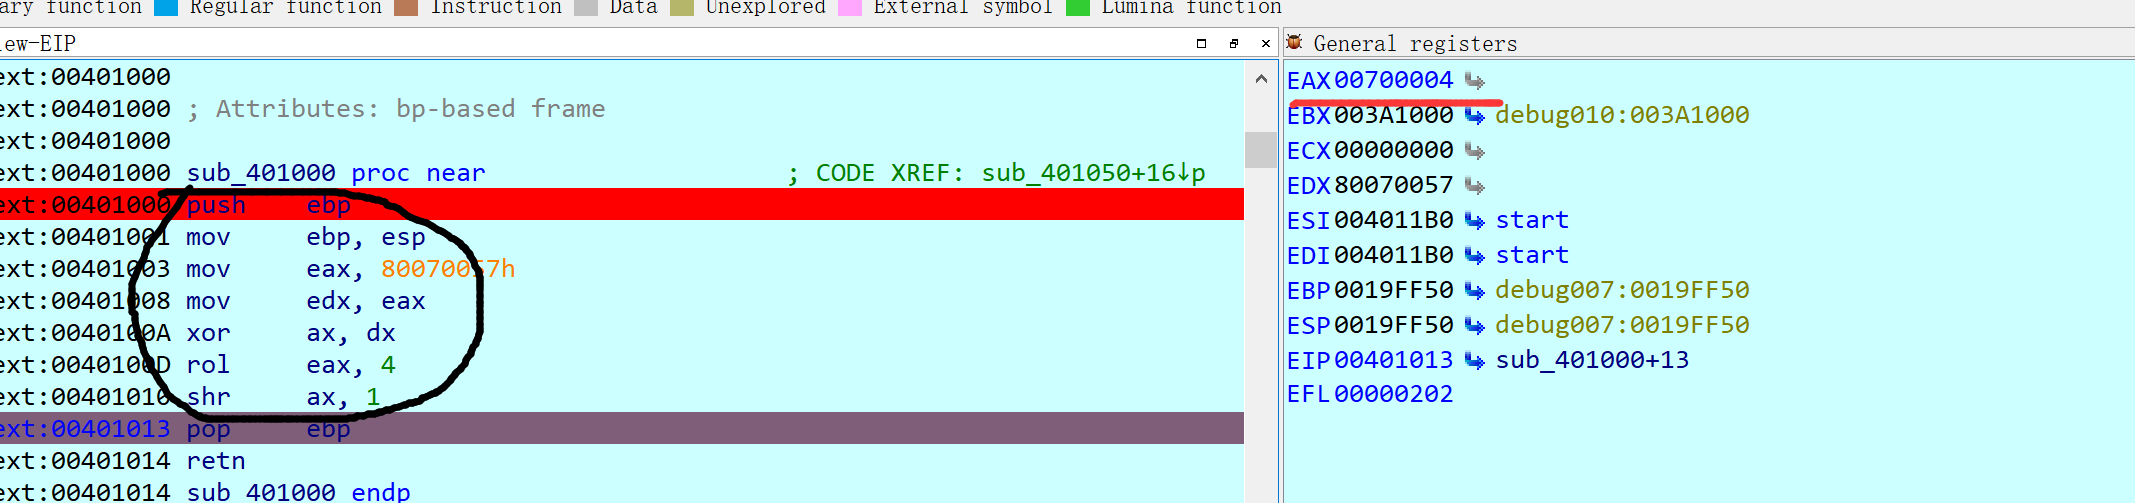 ary function Regular function Instruction Data Unexplored External symbol Lumina function
iew-EIP
General registers
ext:00401000
ext:00401000 ; Attributes: bp-based frame
ext:00401000
ext:00401000 sub_401000 proc near ; CODE XREF: sub_401050+16↓p
ext:00401000 push ebp
ext:00401001 mov ebp, esp
ext:00401003 mov eax, 80070057h
ext:00401008 mov edx, eax
ext:0040100A xor ax, dx
ext:0040100D rol eax, 4
ext:00401010 shr ax, 1
ext:00401013 pop ebp
ext:00401014 retn
ext:00401014 sub_401000 endp
EAX 00700004
EBX 003A1000 debug010:003A1000
ECX 00000000
EDX 80070057
ESI 004011B0 start
EDI 004011B0 start
EBP 0019FF50 debug007:0019FF50
ESP 0019FF50 debug007:0019FF50
EIP 00401013 sub_401000+13
EFL 00000202